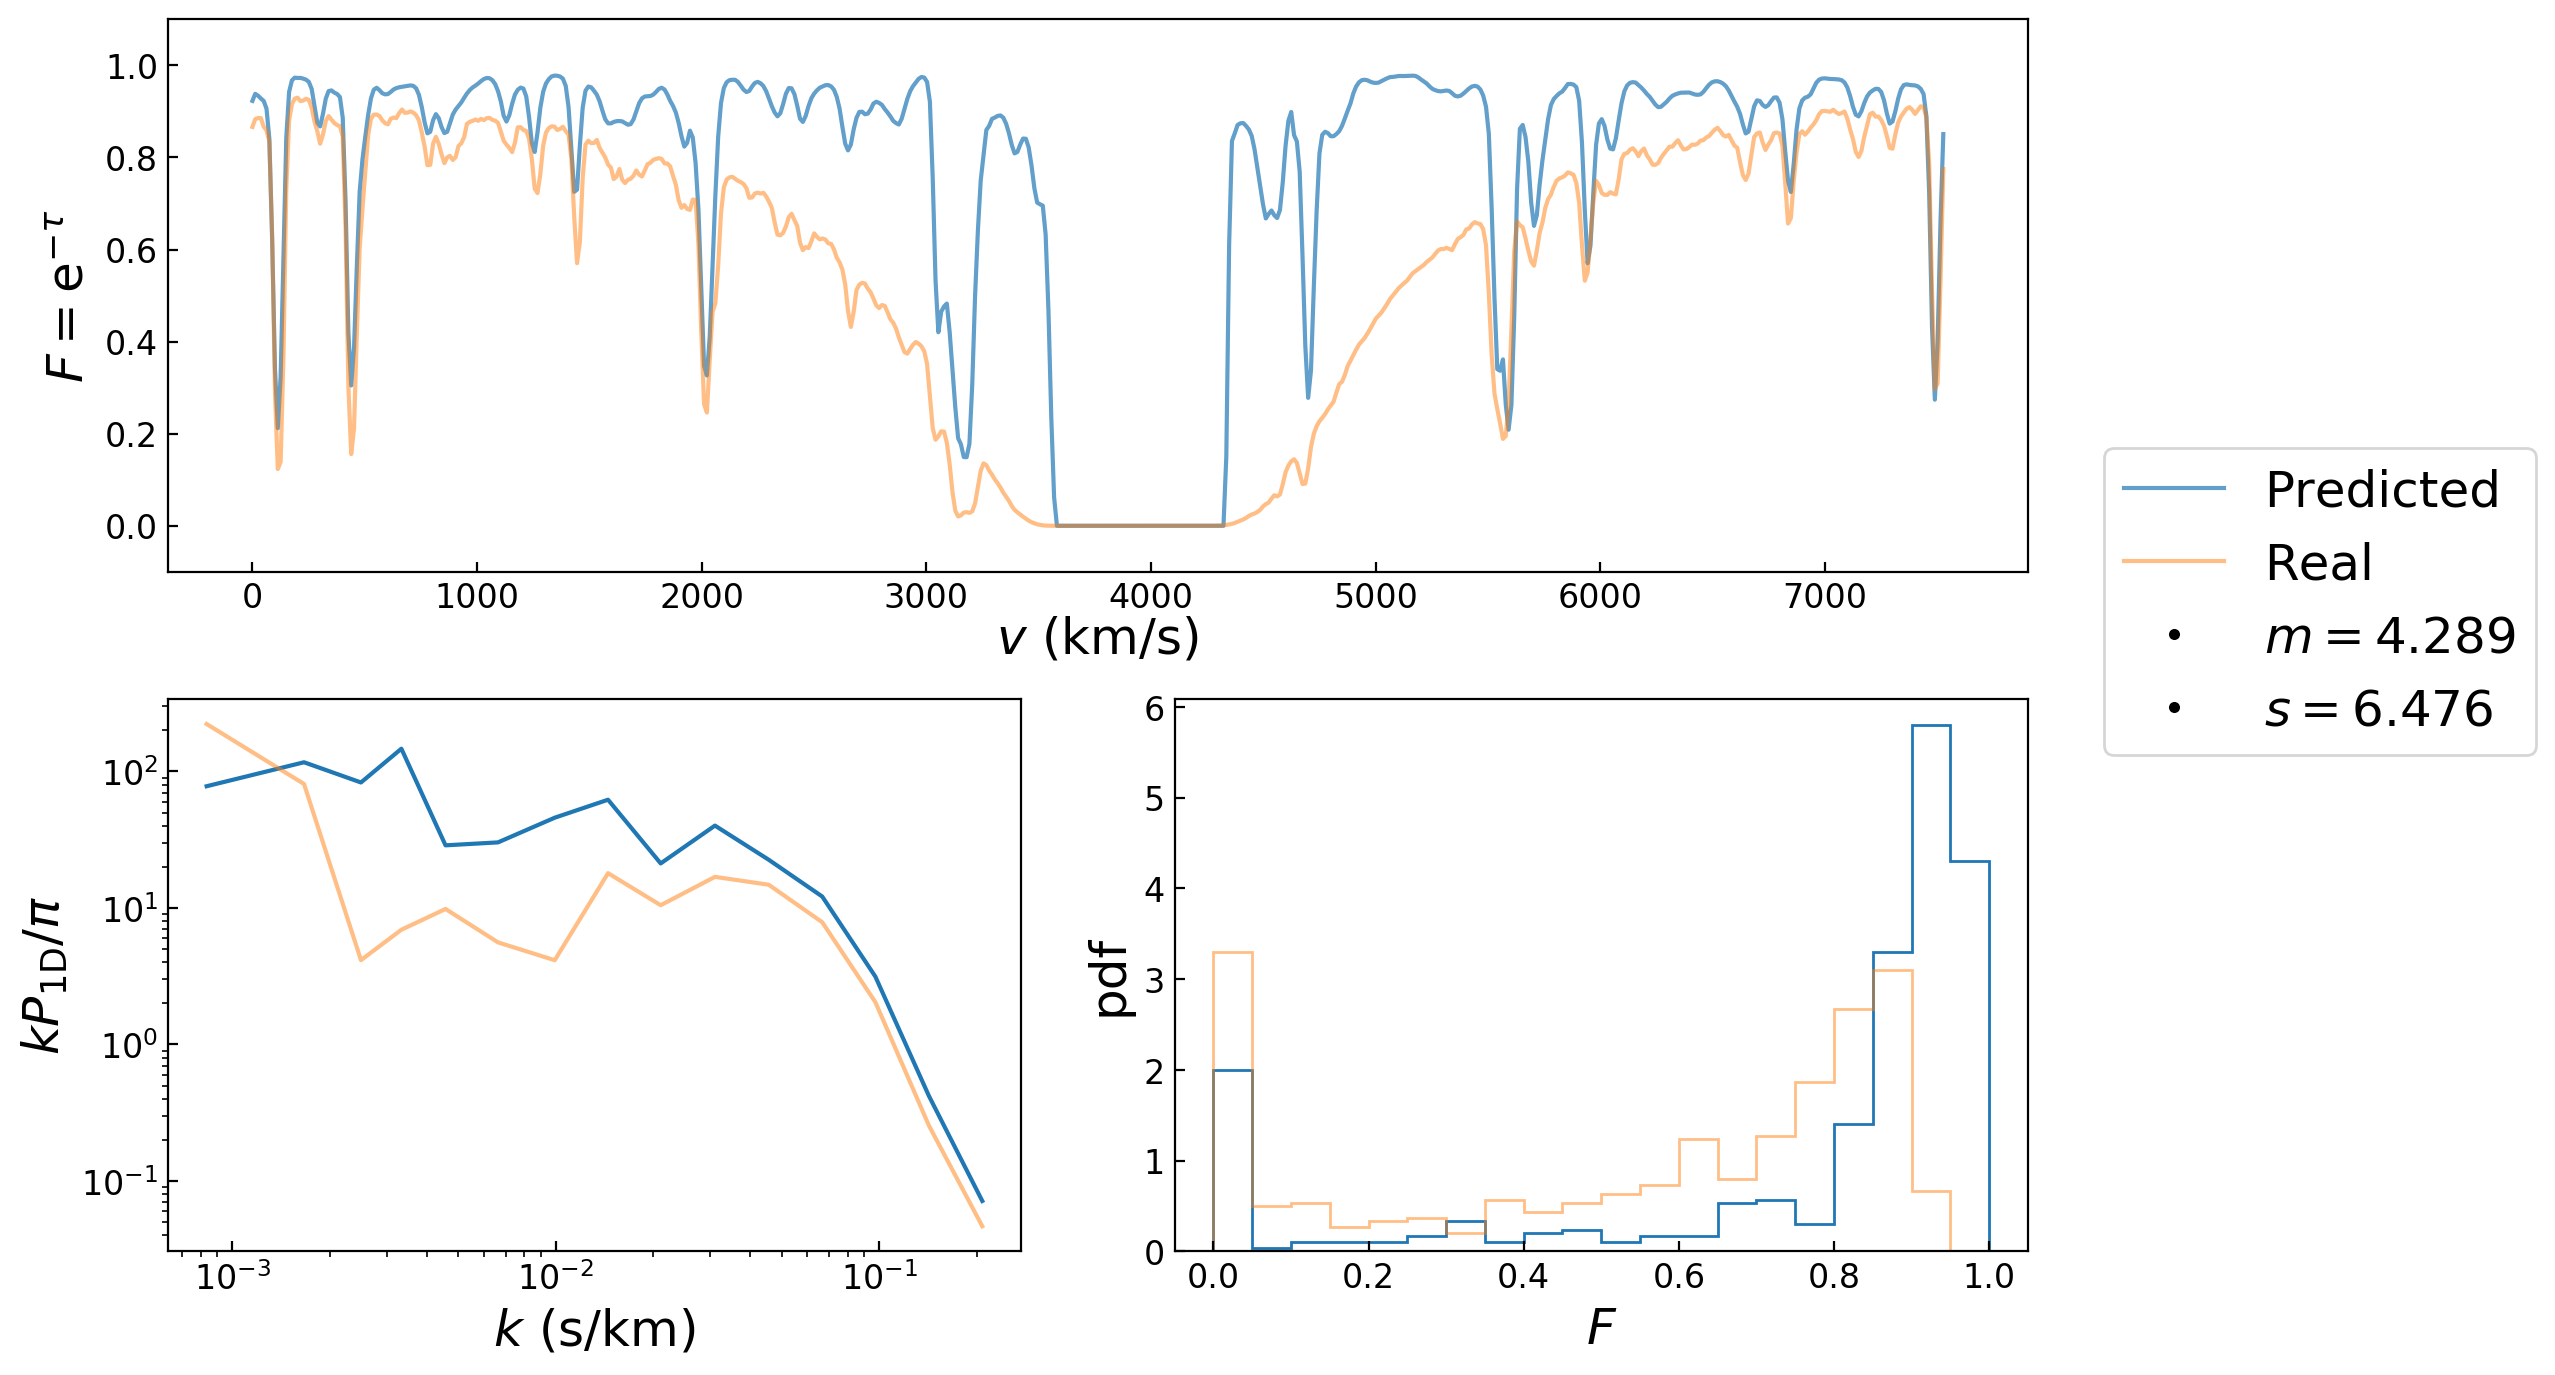 1.0
0.8
0.6
0.4
0.2
0.0
F = e^{−τ}
0 1000 2000 3000 4000 5000 6000 7000
v (km/s)
Predicted
Real
m = 4.289
s = 6.476
10^2
10^1
10^0
10^{−1}
kP_{1D}/π
10^{−3} 10^{−2} 10^{−1}
k (s/km)
6
5
4
3
2
1
0
pdf
0.0 0.2 0.4 0.6 0.8 1.0
F